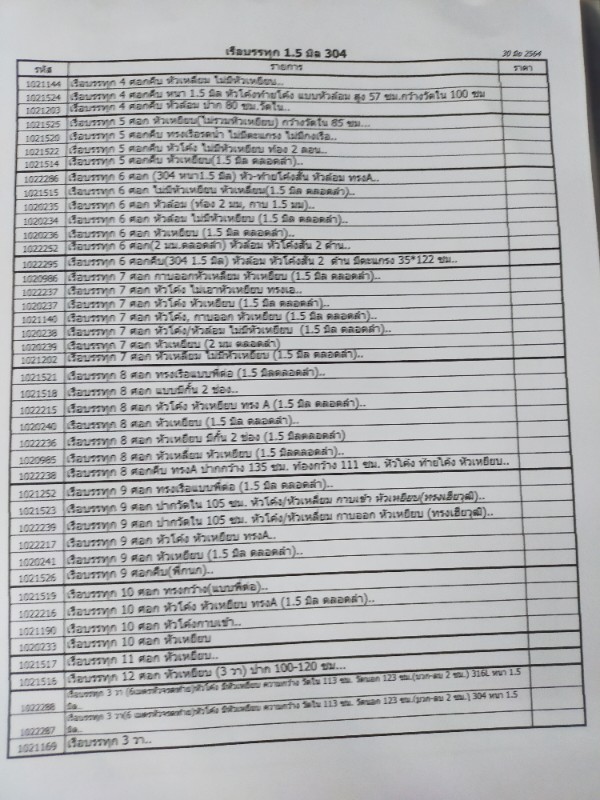 เรือบรรทุก 1.5 มิล 304
30 มิย 2564
รหัส รายการ ราคา
1021144 เรือบรรทุก 4 ศอกคืบ หัวเหลี่ยม ไม่มีหัวเหยียบ..
1021524 เรือบรรทุก 4 ศอกคืบ หนา 1.5 มิล หัวโค้งท้ายโค้ง แบบหัวส้อม สูง 57 ซม.กว้างวัดใน 100 ซม
1021203 เรือบรรทุก 4 ศอกคืบ หัวส้อม ปาก 80 ซม.วัดใน..
1021525 เรือบรรทุก 5 ศอก หัวเหยียบ(ไม่รวมหัวเหยียบ) กว้างวัดใน 85 ซม...
1021520 เรือบรรทุก 5 ศอกคืบ ทรงเรือรดน้ำ ไม่มีตะแกรง ไม่มีกงเรือ..
1021522 เรือบรรทุก 5 ศอกคืบ หัวโค้ง ไม่มีหัวเหยียบ ท้อง 2 ลอน..
1021514 เรือบรรทุก 5 ศอกคืบ หัวเหยียบ(1.5 มิล ตลอดลำ)..
1022286 เรือบรรทุก 6 ศอก (304 หนา1.5 มิล) หัว-ท้ายโค้งสั้น หัวส้อม ทรงA..
1021515 เรือบรรทุก 6 ศอก ไม่มีหัวเหยียบ หัวเหลี่ยม(1.5 มิล ตลอดลำ)..
1020235 เรือบรรทุก 6 ศอก หัวส้อม (ท้อง 2 มม, กาบ 1.5 มม)..
1020234 เรือบรรทุก 6 ศอก หัวส้อม ไม่มีหัวเหยียบ (1.5 มิล ตลอดลำ)..
1020236 เรือบรรทุก 6 ศอก หัวเหยียบ (1.5 มิล ตลอดลำ)..
1022252 เรือบรรทุก 6 ศอก(2 มม.ตลอดลำ) หัวส้อม หัวโค้งสั้น 2 ด้าน..
1022295 เรือบรรทุก 6 ศอกคืบ(304 1.5 มิล) หัวส้อม หัวโค้งสั้น 2 ด้าน มีตะแกรง 35*122 ซม..
1020986 เรือบรรทุก 7 ศอก กาบออกหัวเหลี่ยม หัวเหยียบ (1.5 มิล ตลอดลำ)..
1022237 เรือบรรทุก 7 ศอก หัวโค้ง ไม่เอาหัวเหยียบ ทรงเอ..
1020237 เรือบรรทุก 7 ศอก หัวโค้ง หัวเหยียบ (1.5 มิล ตลอดลำ)..
1021140 เรือบรรทุก 7 ศอก หัวโค้ง, กาบออก หัวเหยียบ (1.5 มิล ตลอดลำ)..
1020238 เรือบรรทุก 7 ศอก หัวโค้ง/หัวส้อม ไม่มีหัวเหยียบ (1.5 มิล ตลอดลำ)..
1020239 เรือบรรทุก 7 ศอก หัวเหยียบ (2 มม ตลอดลำ)
1021202 เรือบรรทุก 7 ศอก หัวเหลี่ยม ไม่มีหัวเหยียบ (1.5 มิล ตลอดลำ)..
1021521 เรือบรรทุก 8 ศอก ทรงเรือแบบพี่ต่อ (1.5 มิลตลอดลำ)..
1021518 เรือบรรทุก 8 ศอก แบบมีกั้น 2 ช่อง..
1022215 เรือบรรทุก 8 ศอก หัวโค้ง หัวเหยียบ ทรง A (1.5 มิล ตลอดลำ)..
1020240 เรือบรรทุก 8 ศอก หัวเหยียบ (1.5 มิล ตลอดลำ)..
1022236 เรือบรรทุก 8 ศอก หัวเหยียบ มีกั้น 2 ช่อง (1.5 มิล ตลอดลำ)
1020985 เรือบรรทุก 8 ศอก หัวเหลี่ยม หัวเหยียบ (1.5 มิลตลอดลำ)..
1022238 เรือบรรทุก 8 ศอกคืบ ทรงA ปากกว้าง 135 ซม. ท้องกว้าง 111 ซม. หัวโค้ง ท้ายโค้ง หัวเหยียบ..
1021252 เรือบรรทุก 9 ศอก ทรงเรือแบบพี่ต่อ (1.5 มิล ตลอดลำ)..
1021523 เรือบรรทุก 9 ศอก ปากวัดใน 105 ซม. หัวโค้ง/หัวเหลี่ยม กาบเข้า หัวเหยียบ(ทรงเฮียวุฒิ)..
1022239 เรือบรรทุก 9 ศอก ปากวัดใน 105 ซม. หัวโค้ง/หัวเหลี่ยม กาบออก หัวเหยียบ (ทรงเฮียวุฒิ)..
1022217 เรือบรรทุก 9 ศอก หัวโค้ง หัวเหยียบ ทรงA..
1020241 เรือบรรทุก 9 ศอก หัวเหยียบ (1.5 มิล ตลอดลำ)..
1021526 เรือบรรทุก 9 ศอกคืบ(พี่กนก)..
1021519 เรือบรรทุก 10 ศอก ทรงกว้าง(แบบพี่ต่อ)..
1022216 เรือบรรทุก 10 ศอก หัวโค้ง หัวเหยียบ ทรงA (1.5 มิล ตลอดลำ)..
1021190 เรือบรรทุก 10 ศอก หัวโค้งกาบเข้า..
1020233 เรือบรรทุก 10 ศอก หัวเหยียบ
1021517 เรือบรรทุก 11 ศอก หัวเหยียบ..
1021516 เรือบรรทุก 12 ศอก หัวเหยียบ (3 วา) ปาก 100-120 ซม...
เรือบรรทุก 3 วา (6เมตรหัวจรดท้าย)หัวโค้ง มีหัวเหยียบ ความกว้าง วัดใน 113 ซม. วัดนอก 123 ซม.(บวก-ลบ 2 ซม.) 316L หนา 1.5
1022288 มิล..
เรือบรรทุก 3 วา(6 เมตรหัวจรดท้าย)หัวโค้ง มีหัวเหยียบ ความกว้าง วัดใน 113 ซม. วัดนอก 123 ซม.(บวก-ลบ 2 ซม.) 304 หนา 1.5
1022287 มิล..
1021169 เรือบรรทุก 3 วา..